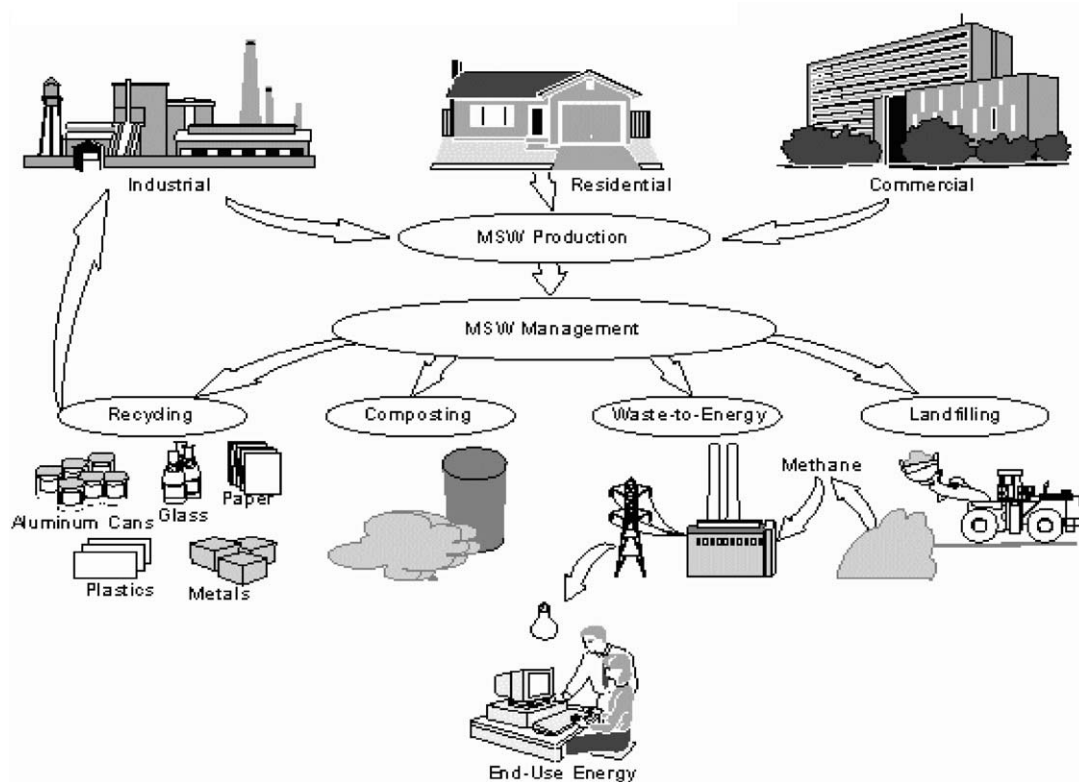 Industrial
Residential
Commercial
MSW Production
MSW Management
Recycling
Composting
Waste-to-Energy
Landfilling
Aluminum Cans
Glass
Paper
Plastics
Metals
Methane
End-Use Energy